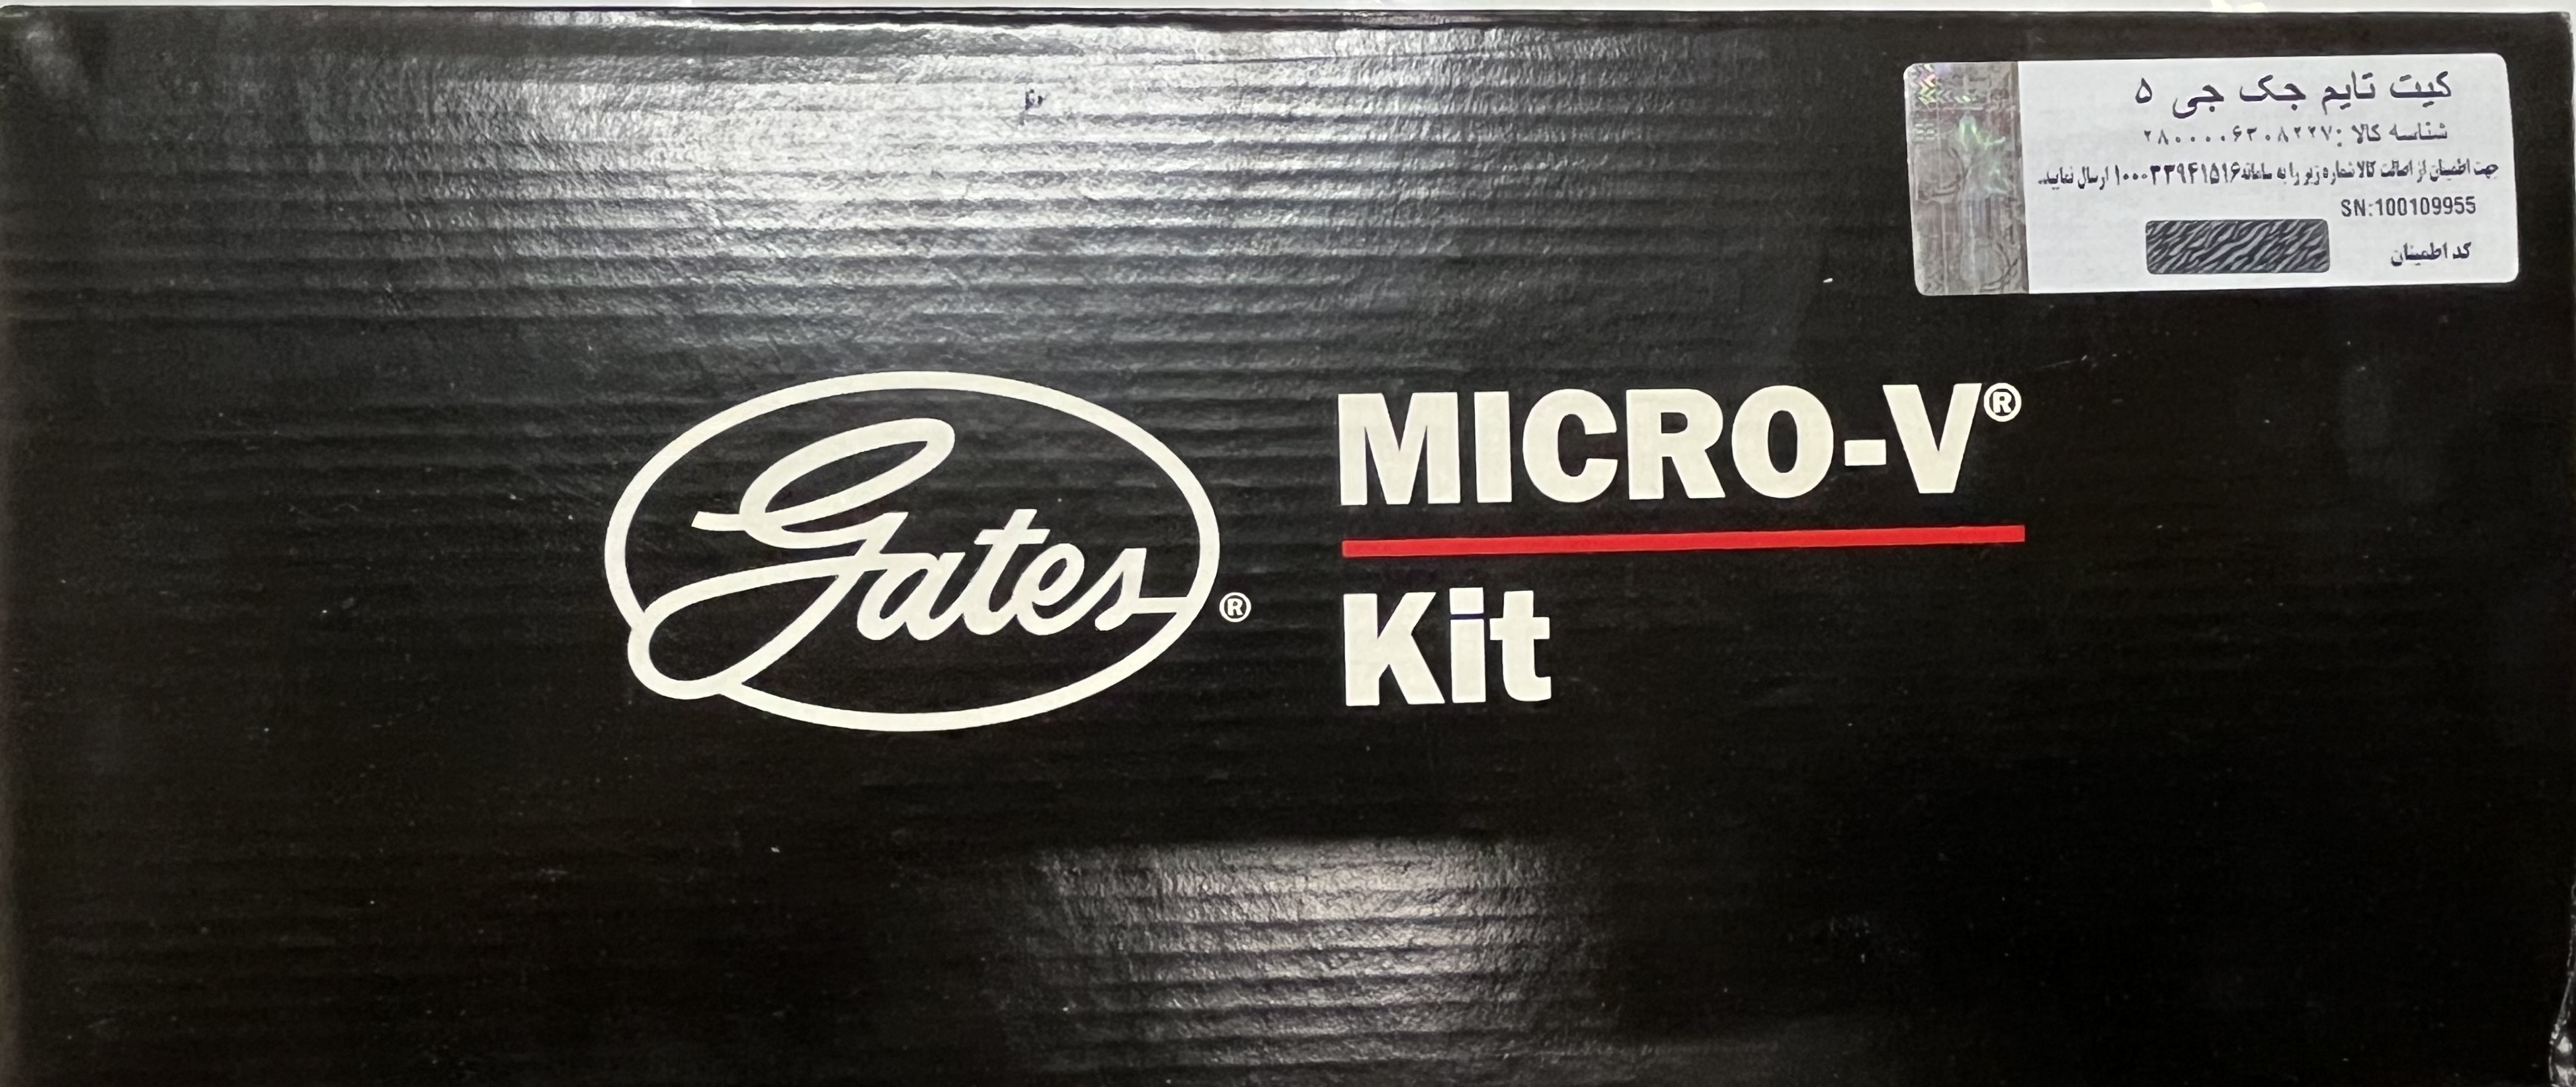 کیت تایم جک جی ۵
شناسه کالا :۲۸۰۰۰۰۶۳۰۸۲۲۷
جهت اطمینان از اصالت کالا شماره زیر را به سامانه ۱۰۰۰۳۳۹۴۱۵۱۶ ارسال نمایید.
SN:100109955
کد اطمینان
Gates®
MICRO-V®
Kit